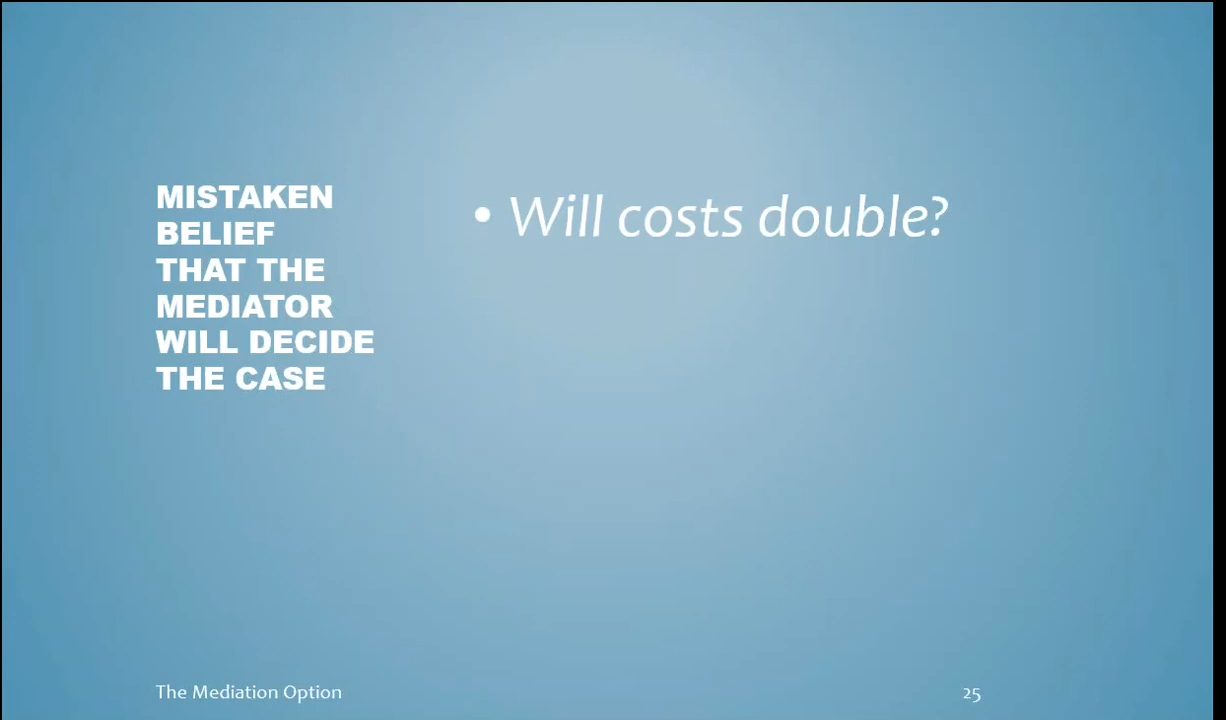 MISTAKEN
BELIEF
THAT THE
MEDIATOR
WILL DECIDE
THE CASE
• Will costs double?
The Mediation Option
25